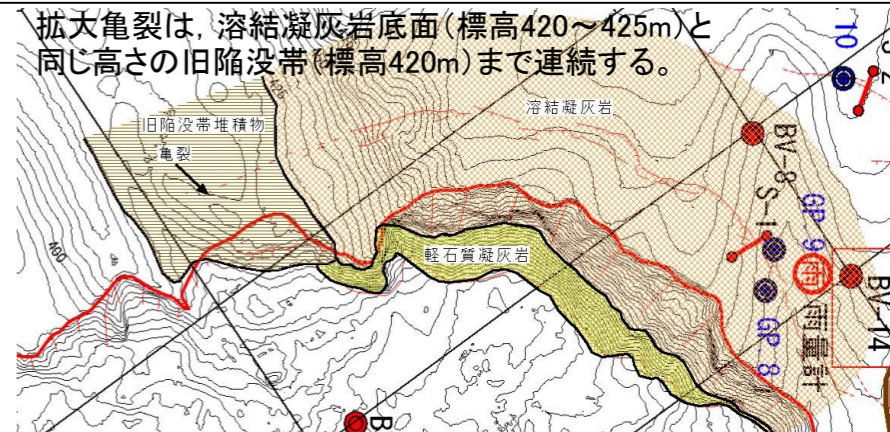 拡大亀裂は，溶結凝灰岩底面(標高420～425m)と
同じ高さの旧陥没帯(標高420m)まで連続する。
旧陥没帯堆積物
亀裂
溶結凝灰岩
軽石質凝灰岩
400
BV-8
S-1
GP.9
雨
雨量計
GP.8
BV-14
B
2